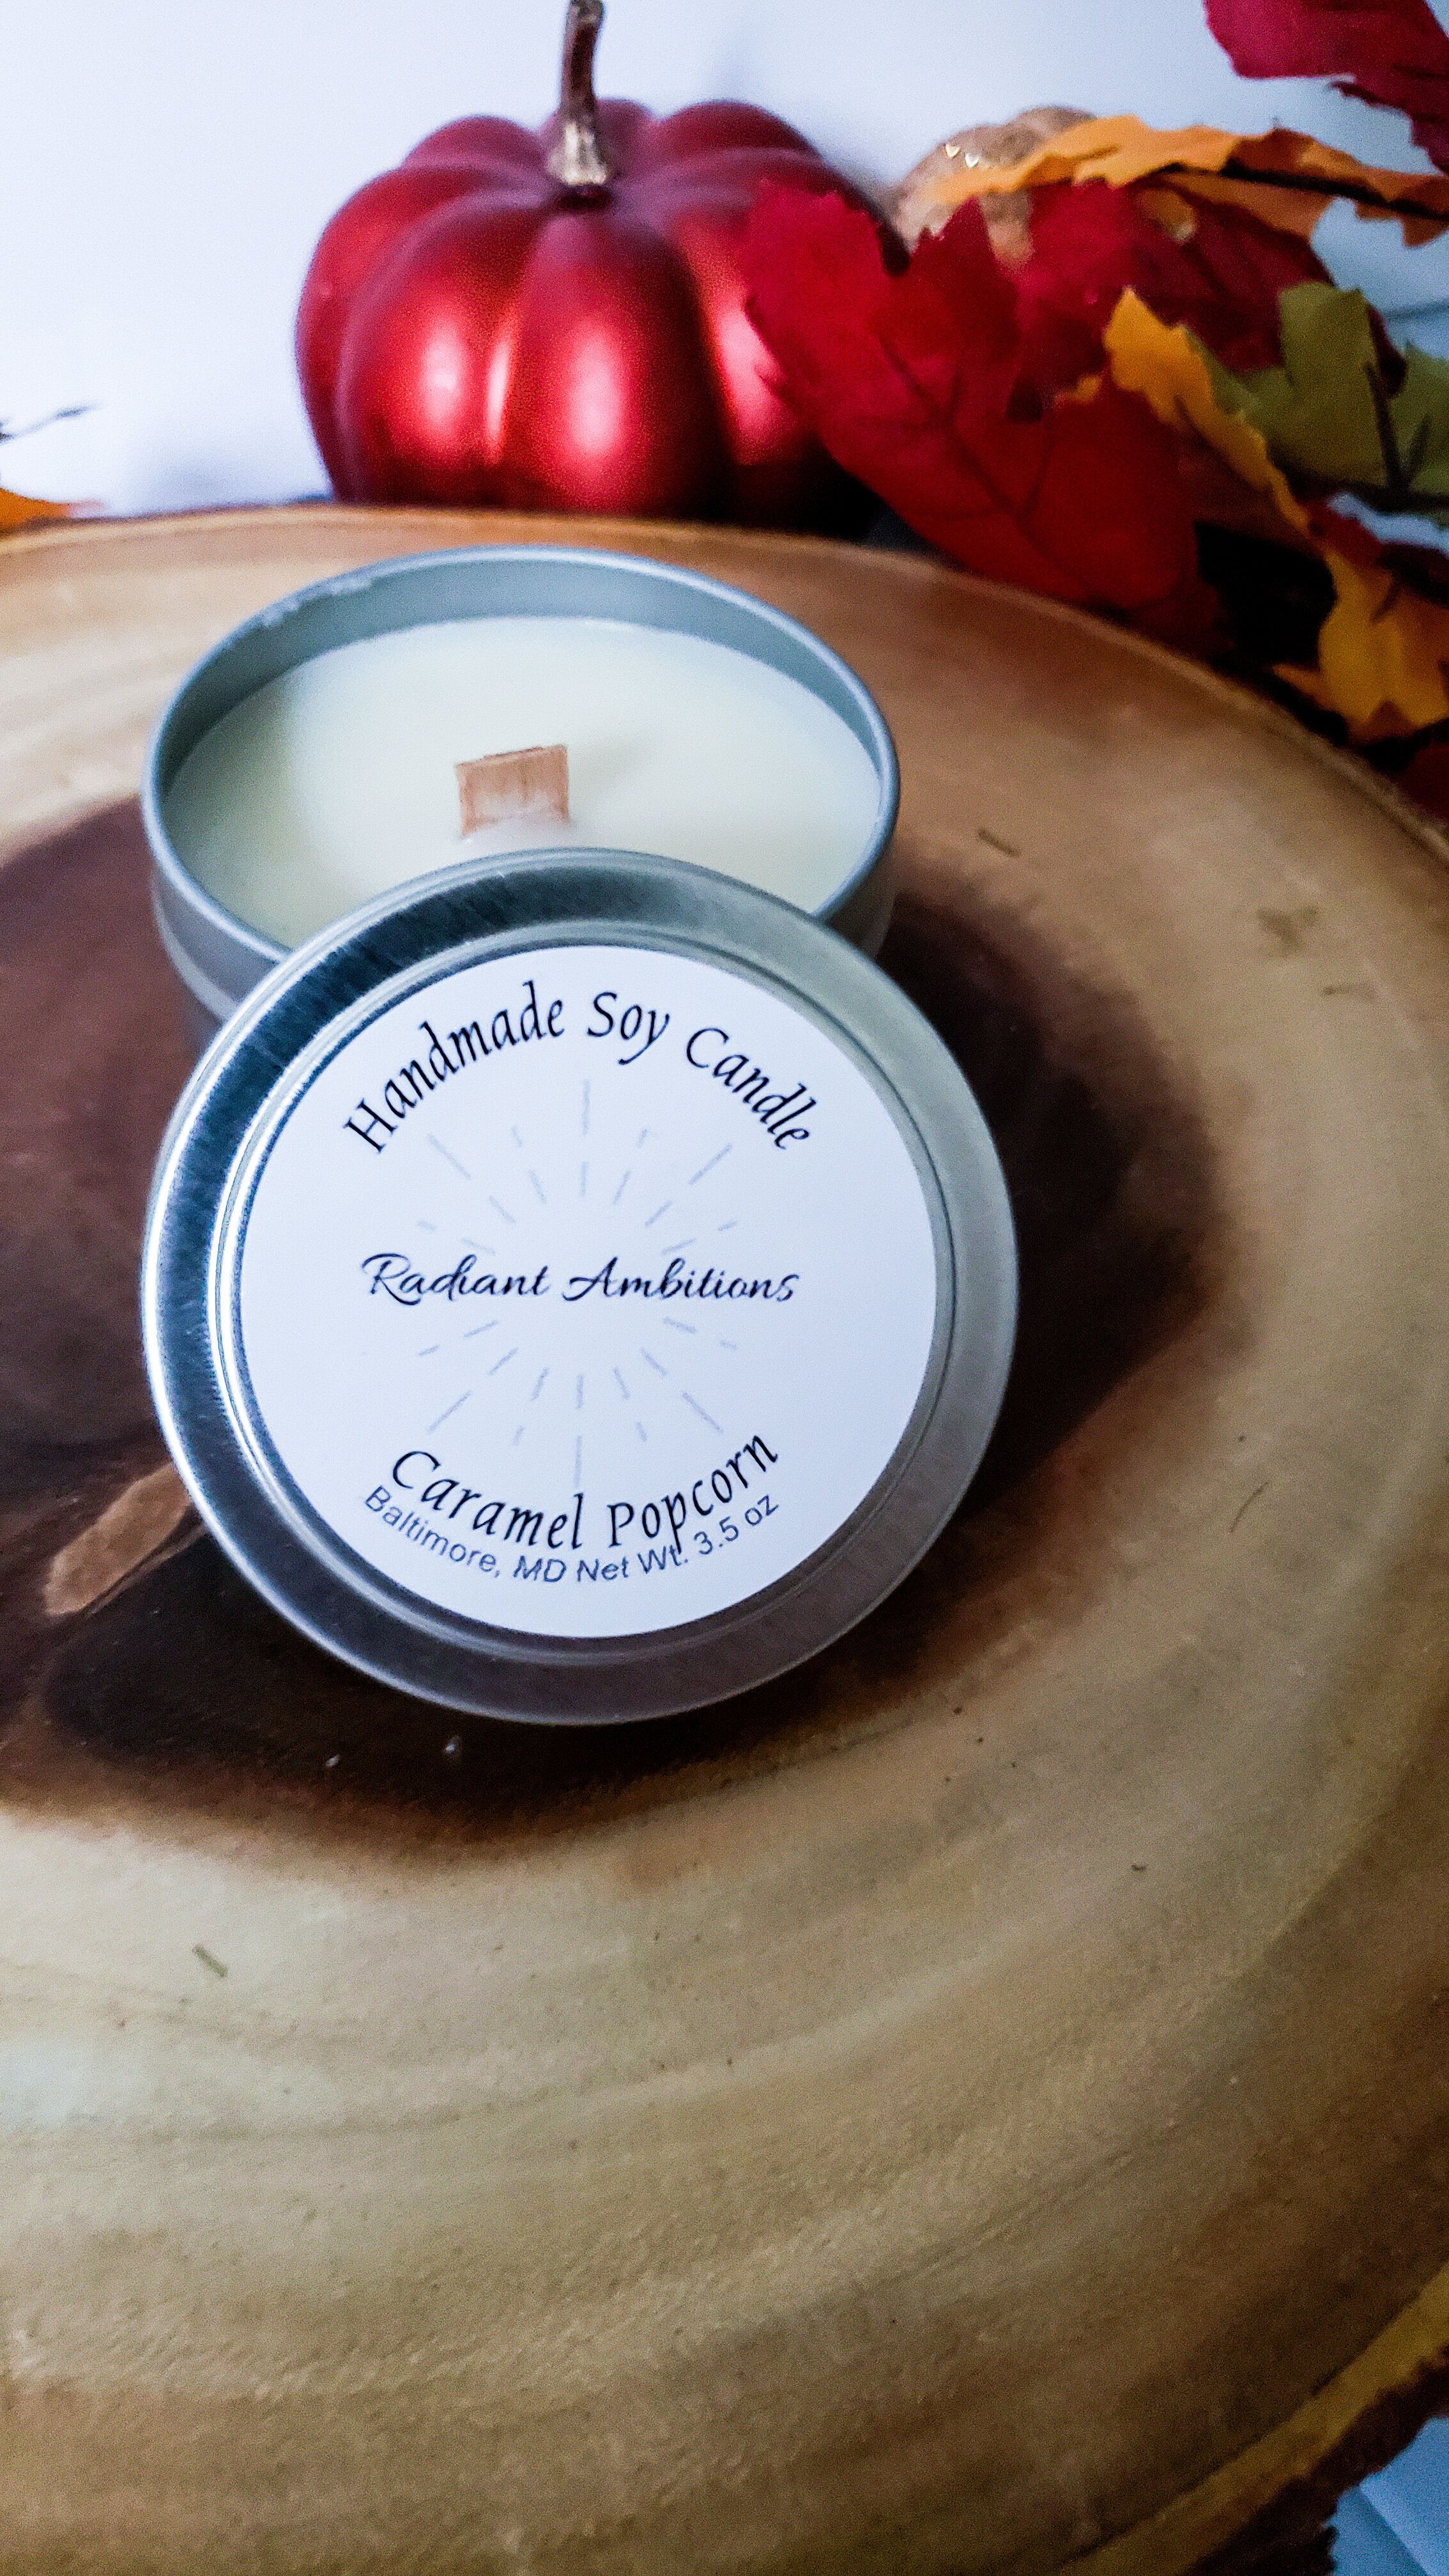 Handmade Soy Candle
Radiant Ambitions
Caramel Popcorn
Baltimore, MD Net Wt. 3.5 oz